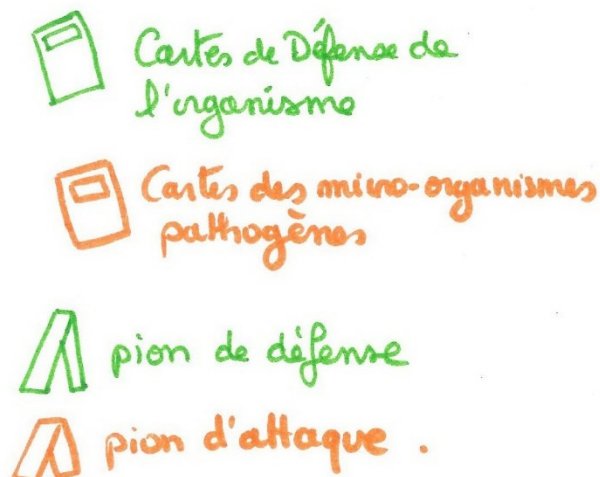 Cartes de Défense de
l'organisme
Cartes des micro-organismes
pathogènes
pion de défense
pion d'attaque .